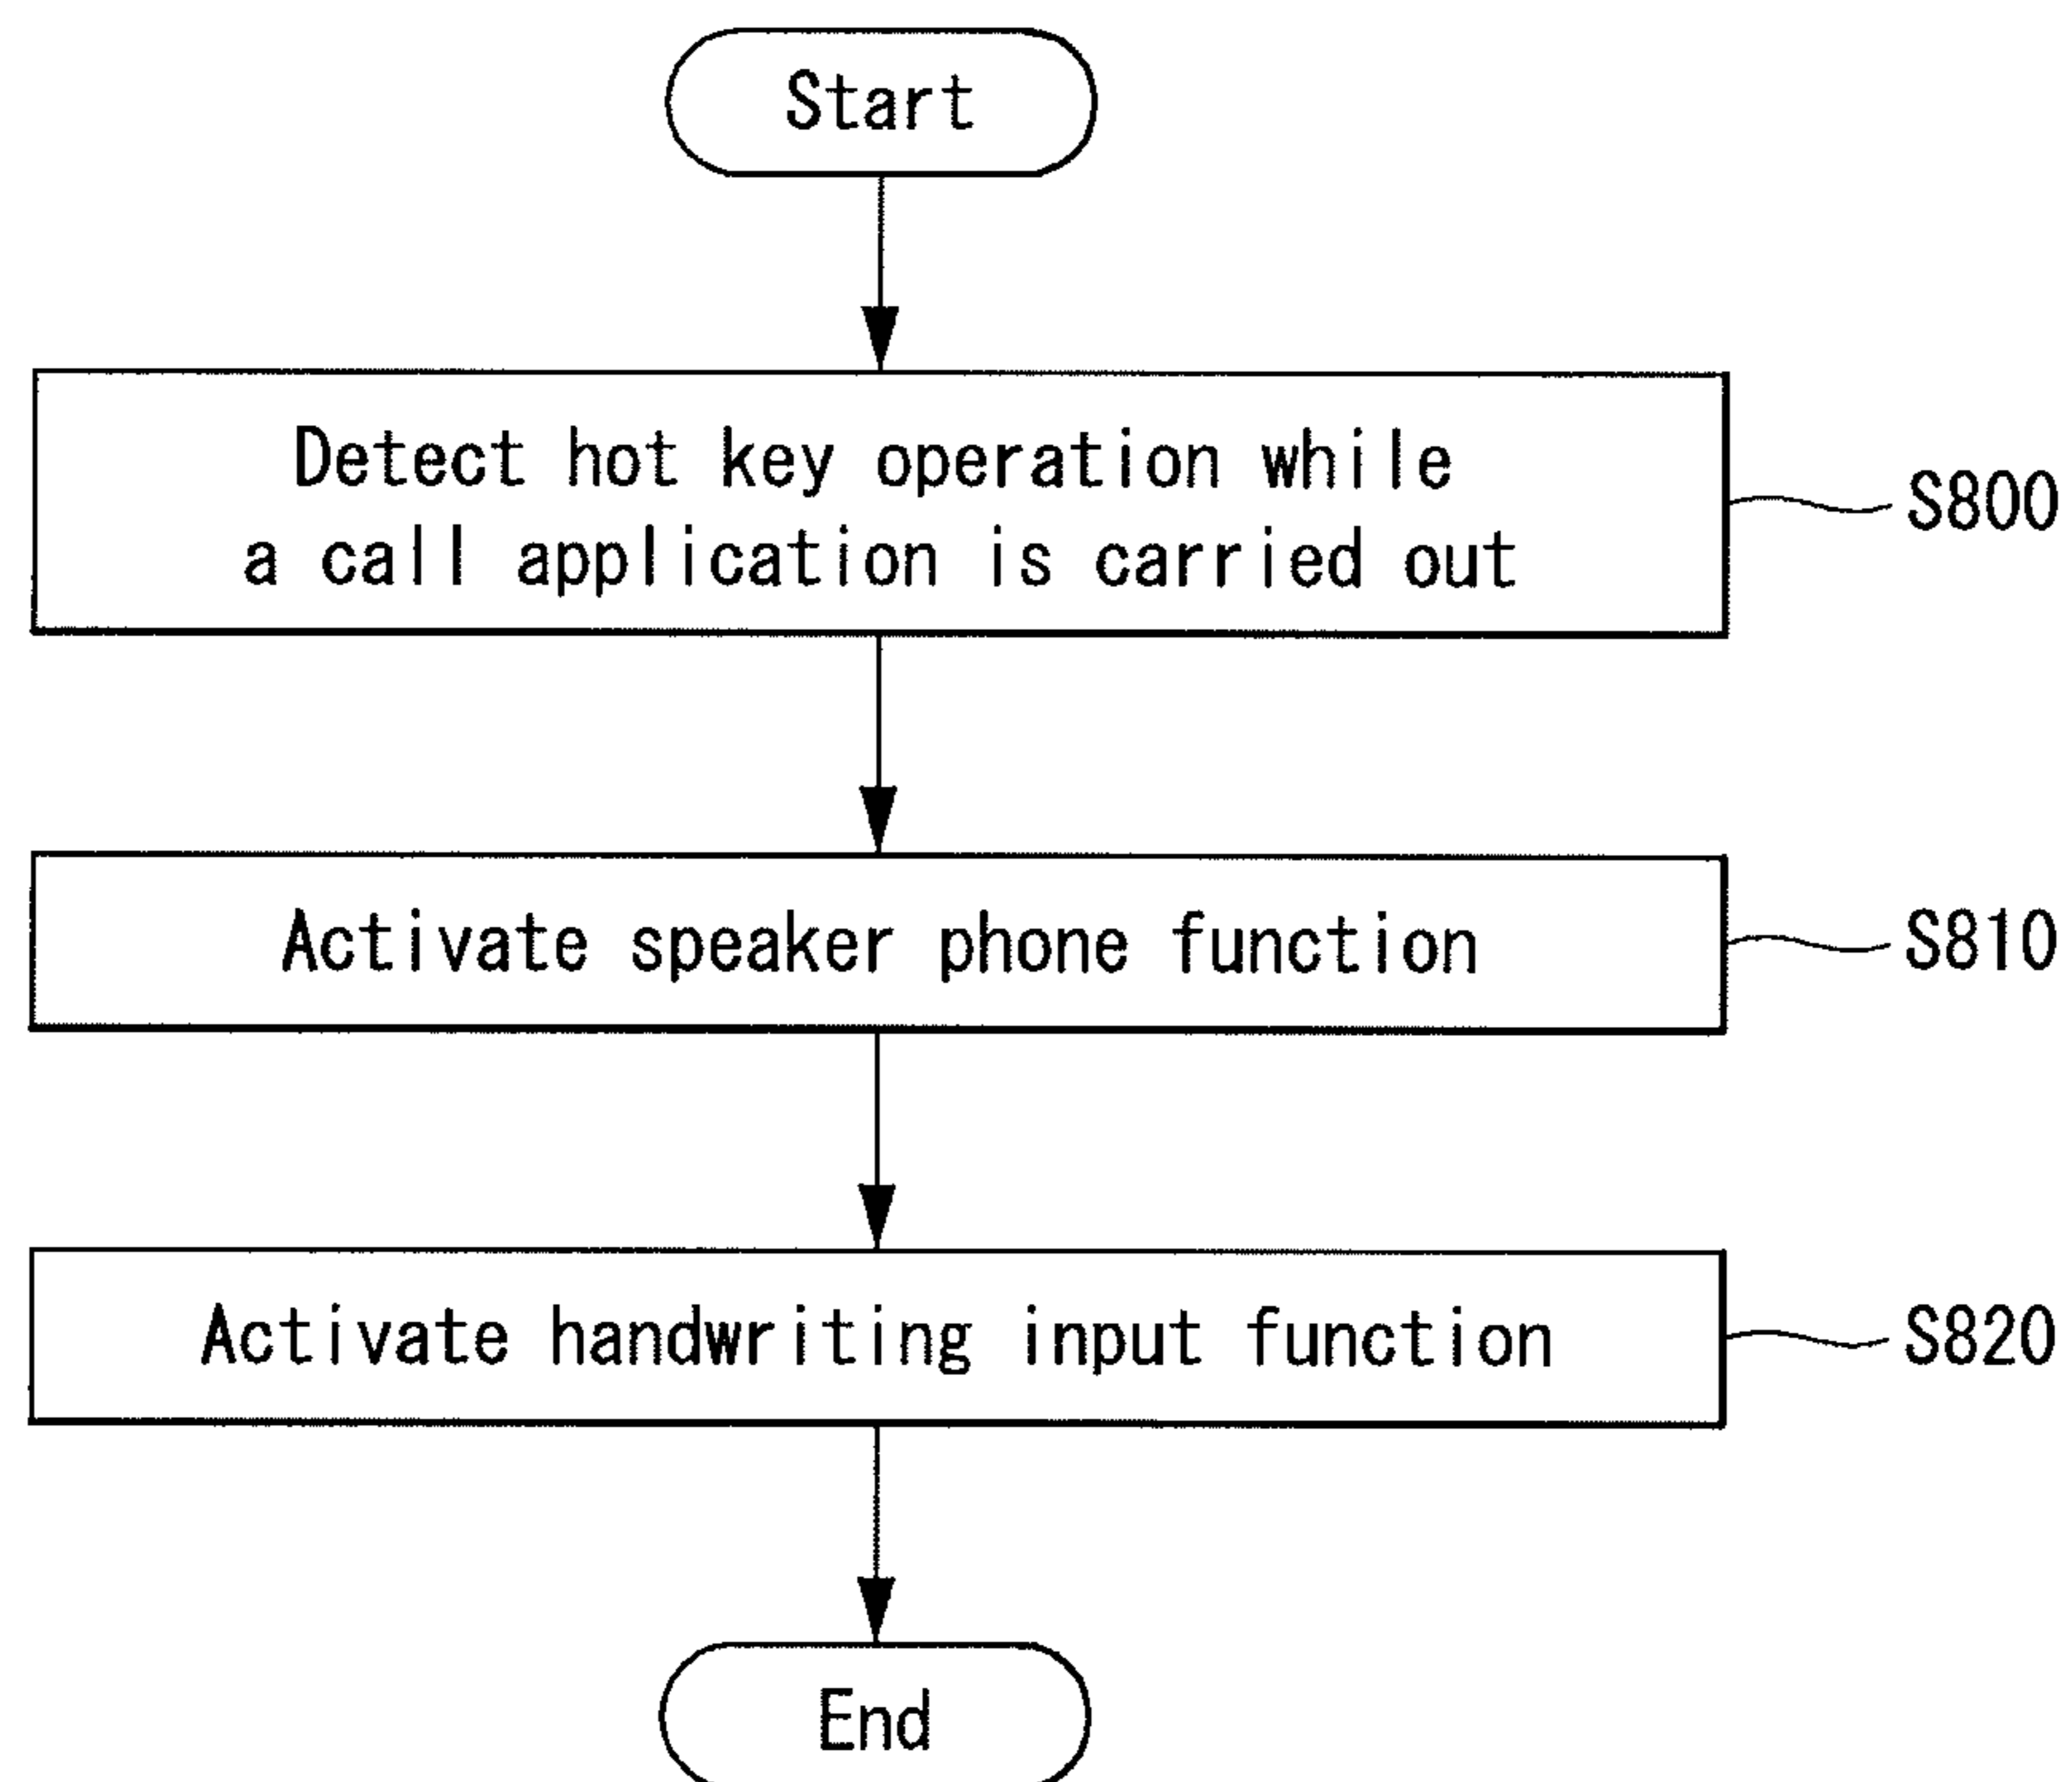 Start
Detect hot key operation while
a call application is carried out
S800
Activate speaker phone function
S810
Activate handwriting input function
S820
End